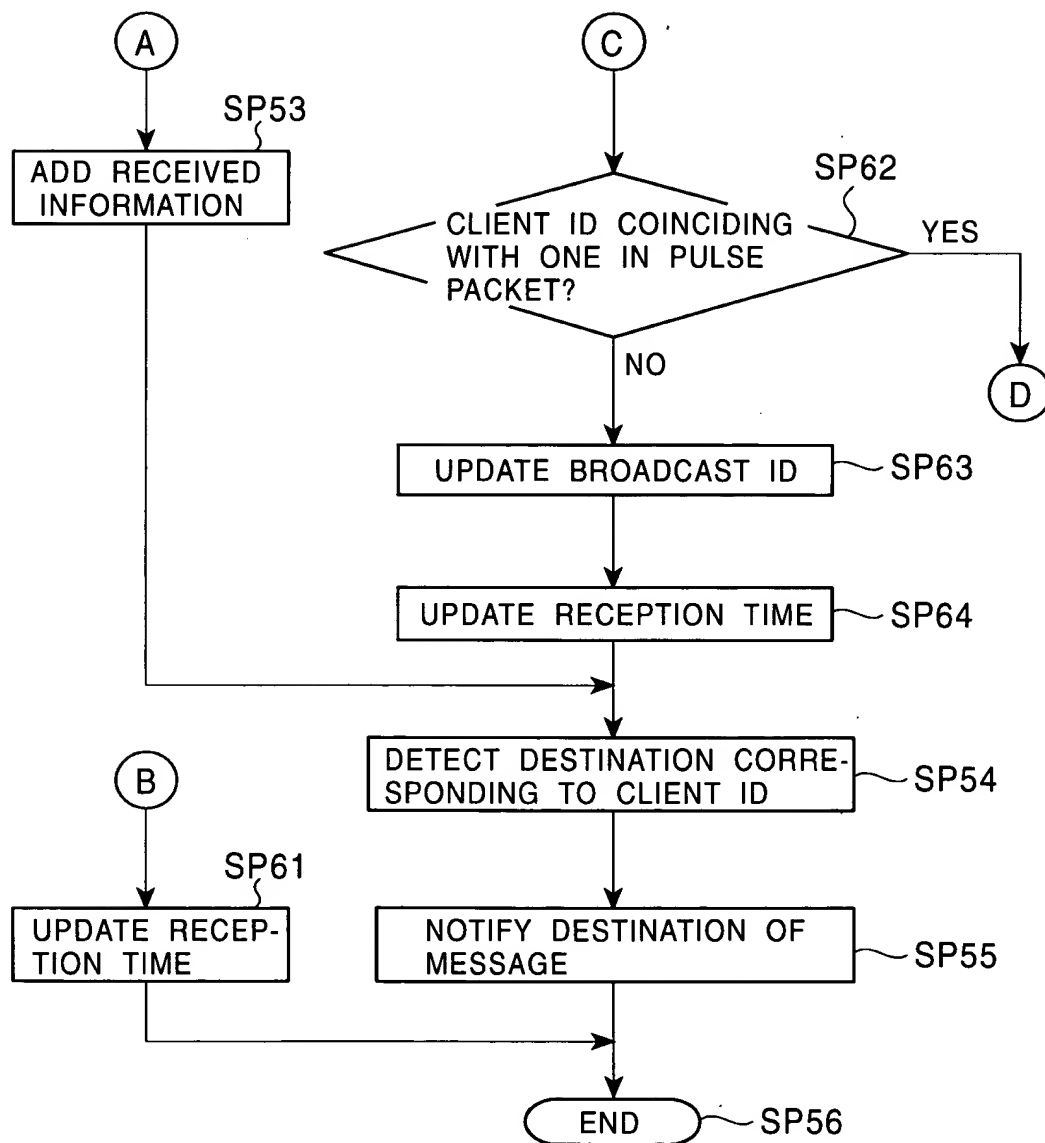 A
C
SP53
ADD RECEIVED
INFORMATION
SP62
CLIENT ID COINCIDING
WITH ONE IN PULSE
PACKET?
YES
NO
D
UPDATE BROADCAST ID
SP63
UPDATE RECEPTION TIME
SP64
B
DETECT DESTINATION CORRE-
SPONDING TO CLIENT ID
SP54
SP61
UPDATE RECEP-
TION TIME
NOTIFY DESTINATION OF
MESSAGE
SP55
END
SP56